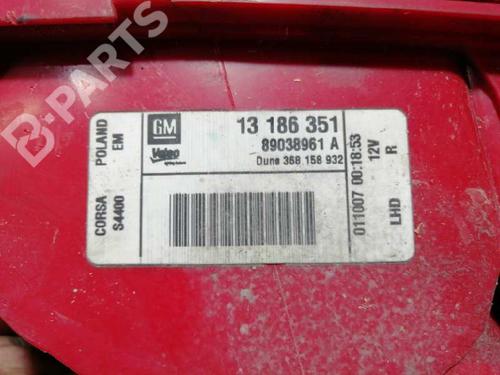 B-PARTS
POLAND
EM
CORSA
S4400
GM
Valeo
13 186 351
89038961 A
Dune 368 158 932
011007 00:18:53
12V
R
LHD